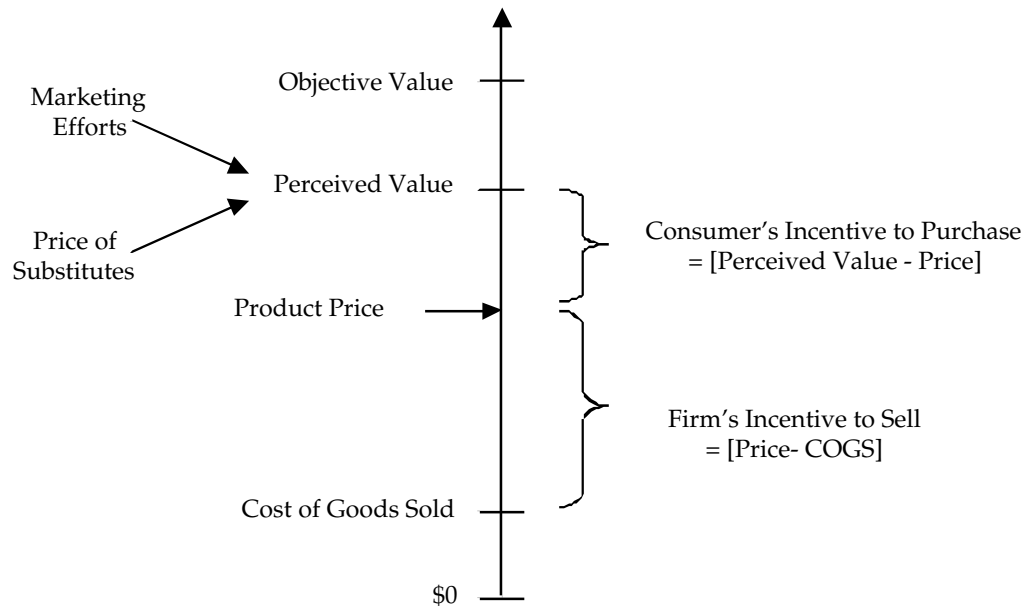 Objective Value
Marketing
Efforts
Perceived Value
Consumer's Incentive to Purchase
= [Perceived Value - Price]
Price of
Substitutes
Product Price
Firm's Incentive to Sell
= [Price- COGS]
Cost of Goods Sold
$0